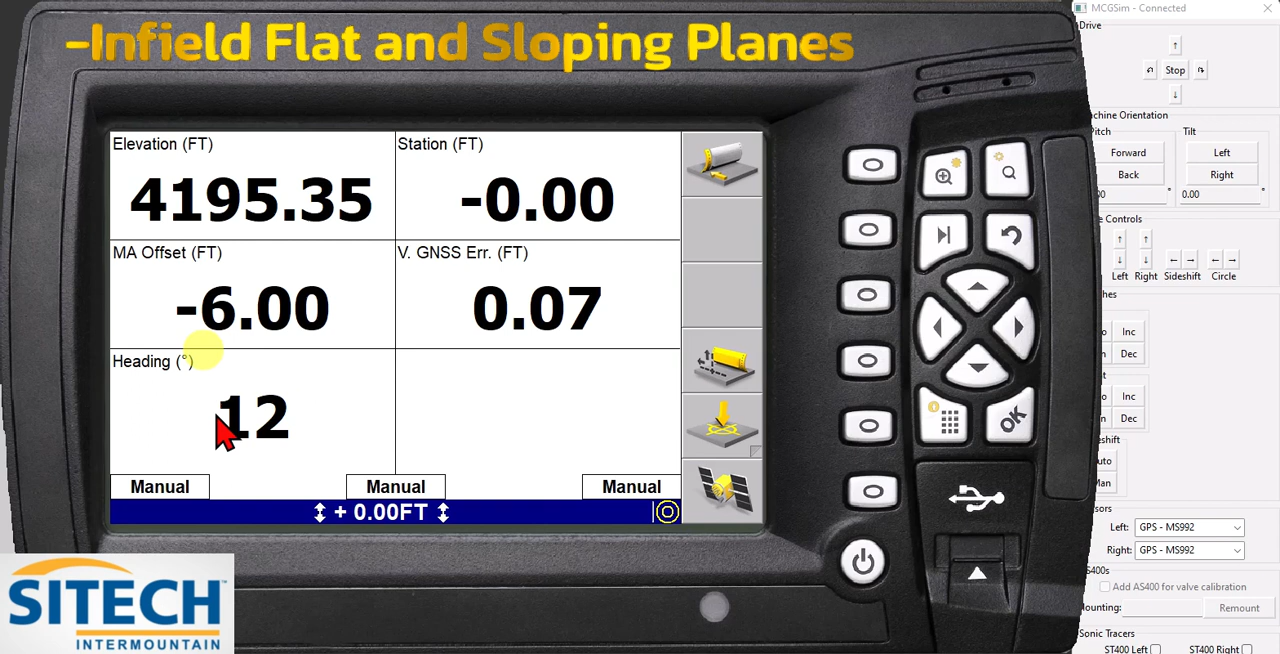 -Infield Flat and Sloping Planes
MCGSim - Connected
Drive
Stop
achine Orientation
Pitch
Tilt
Forward
Left
Back
Right
00
°
0.00
°
e Controls
Left
Right
Sideshift
Circle
hes
o
Inc
n
Dec
t
Inc
n
Dec
eshift
uto
Man
sors
Left:
GPS - MS992
Right:
GPS - MS992
AS400s
Add AS400 for valve calibration
Mounting:
Remount
Sonic Tracers
ST400 Left
ST400 Right
Elevation (FT)
Station (FT)
4195.35
-0.00
MA Offset (FT)
V. GNSS Err. (FT)
-6.00
0.07
Heading (°)
12
Manual
Manual
Manual
+ 0.00FT
OK
SITECH™
INTERMOUNTAIN